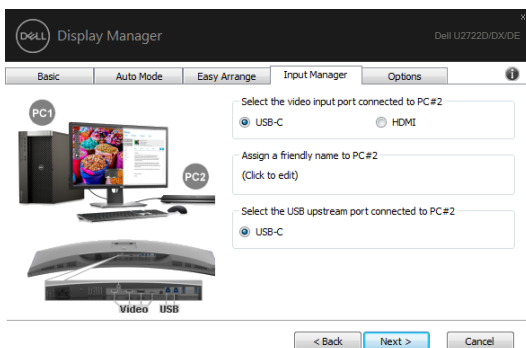 DELL Display Manager
Dell U2722D/DX/DE
x
Basic
Auto Mode
Easy Arrange
Input Manager
Options
i
PC1
PC2
Video
USB
Select the video input port connected to PC#2
USB-C
HDMI
Assign a friendly name to PC#2
(Click to edit)
Select the USB upstream port connected to PC#2
USB-C
< Back
Next >
Cancel